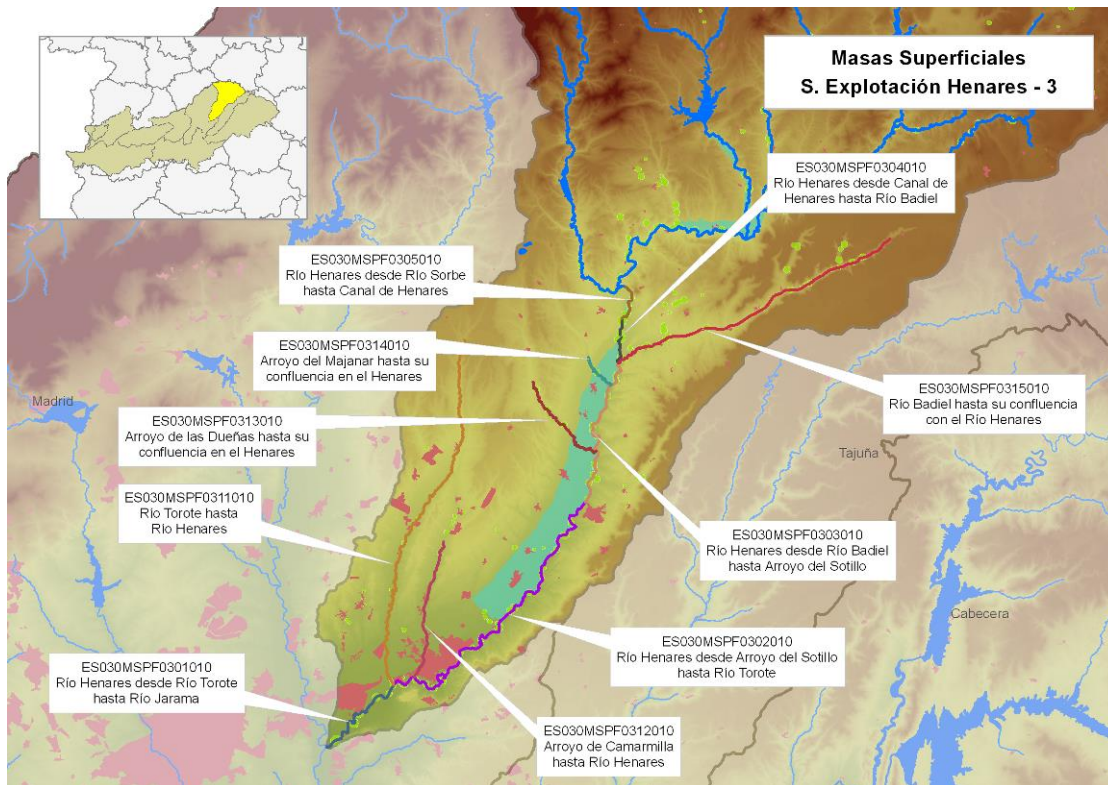 Masas Superficiales
S. Explotación Henares - 3
ES030MSPF0304010
Río Henares desde Canal de
Henares hasta Río Badiel
ES030MSPF0305010
Río Henares desde Río Sorbe
hasta Canal de Henares
ES030MSPF0314010
Arroyo del Majanar hasta su
confluencia en el Henares
ES030MSPF0315010
Río Badiel hasta su confluencia
con el Río Henares
Madrid
ES030MSPF0313010
Arroyo de las Dueñas hasta su
confluencia en el Henares
Tajuña
ES030MSPF0311010
Río Torote hasta
Río Henares
ES030MSPF0303010
Río Henares desde Río Badiel
hasta Arroyo del Sotillo
Cabecera
ES030MSPF0302010
Río Henares desde Arroyo del Sotillo
hasta Río Torote
ES030MSPF0301010
Río Henares desde Río Torote
hasta Río Jarama
ES030MSPF0312010
Arroyo de Camarmilla
hasta Río Henares